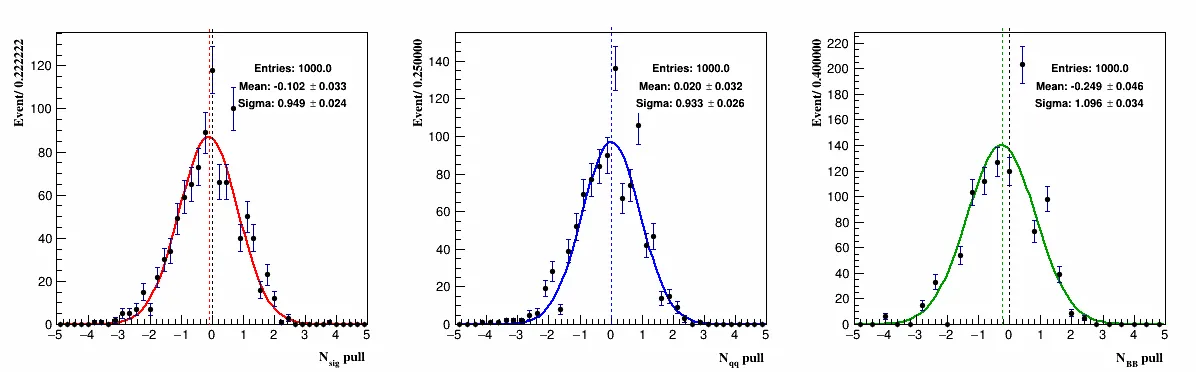 Event/ 0.222222
120
100
80
60
40
20
0
Entries: 1000.0
Mean: -0.102 ± 0.033
Sigma: 0.949 ± 0.024
−5 −4 −3 −2 −1 0 1 2 3 4 5
N_sig pull
Event/ 0.250000
140
120
100
80
60
40
20
0
Entries: 1000.0
Mean: 0.020 ± 0.032
Sigma: 0.933 ± 0.026
−5 −4 −3 −2 −1 0 1 2 3 4 5
N_qq pull
Event/ 0.400000
220
200
180
160
140
120
100
80
60
40
20
0
Entries: 1000.0
Mean: -0.249 ± 0.046
Sigma: 1.096 ± 0.034
−5 −4 −3 −2 −1 0 1 2 3 4 5
N_BB pull